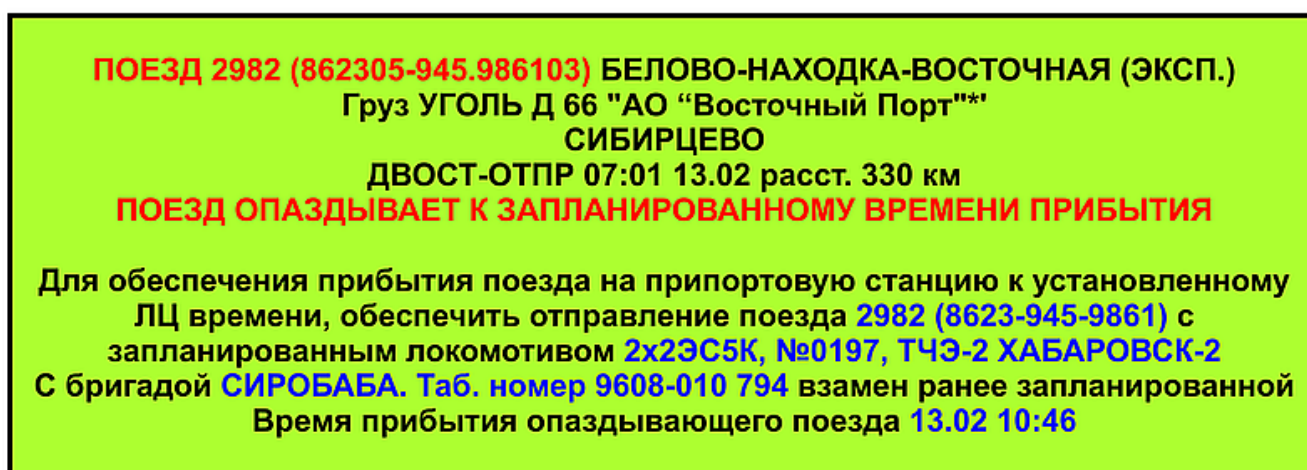 ПОЕЗД 2982 (862305-945.986103) БЕЛОВО-НАХОДКА-ВОСТОЧНАЯ (ЭКСП.)
Груз УГОЛЬ Д 66 "АО “Восточный Порт"*'
СИБИРЦЕВО
ДВОСТ-ОТПР 07:01 13.02 расст. 330 км
ПОЕЗД ОПАЗДЫВАЕТ К ЗАПЛАНИРОВАННОМУ ВРЕМЕНИ ПРИБЫТИЯ
Для обеспечения прибытия поезда на припортовую станцию к установленному
ЛЦ времени, обеспечить отправление поезда 2982 (8623-945-9861) с
запланированным локомотивом 2х2ЭС5К, №0197, ТЧЭ-2 ХАБАРОВСК-2
С бригадой СИРОБАБА. Таб. номер 9608-010 794 взамен ранее запланированной
Время прибытия опаздывающего поезда 13.02 10:46